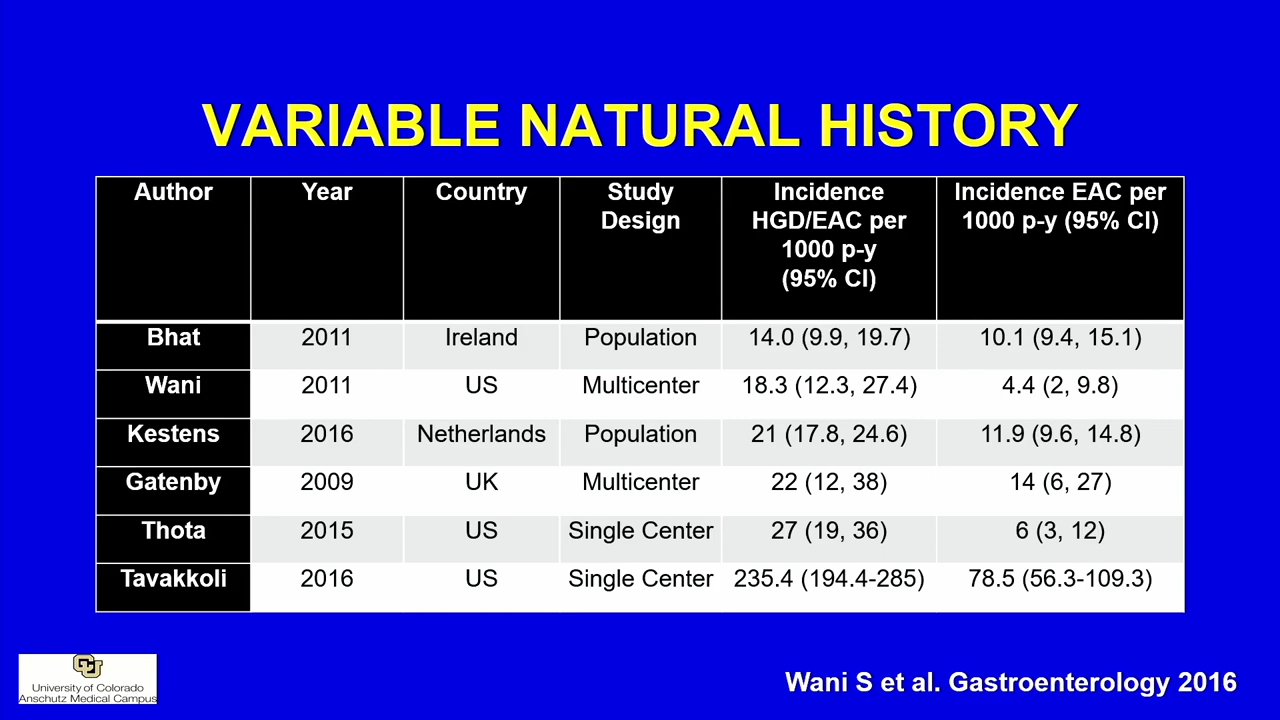 VARIABLE NATURAL HISTORY
Author Year Country Study Design Incidence HGD/EAC per 1000 p-y (95% CI) Incidence EAC per 1000 p-y (95% CI)
Bhat 2011 Ireland Population 14.0 (9.9, 19.7) 10.1 (9.4, 15.1)
Wani 2011 US Multicenter 18.3 (12.3, 27.4) 4.4 (2, 9.8)
Kestens 2016 Netherlands Population 21 (17.8, 24.6) 11.9 (9.6, 14.8)
Gatenby 2009 UK Multicenter 22 (12, 38) 14 (6, 27)
Thota 2015 US Single Center 27 (19, 36) 6 (3, 12)
Tavakkoli 2016 US Single Center 235.4 (194.4-285) 78.5 (56.3-109.3)
CU
University of Colorado
Anschutz Medical Campus
Wani S et al. Gastroenterology 2016